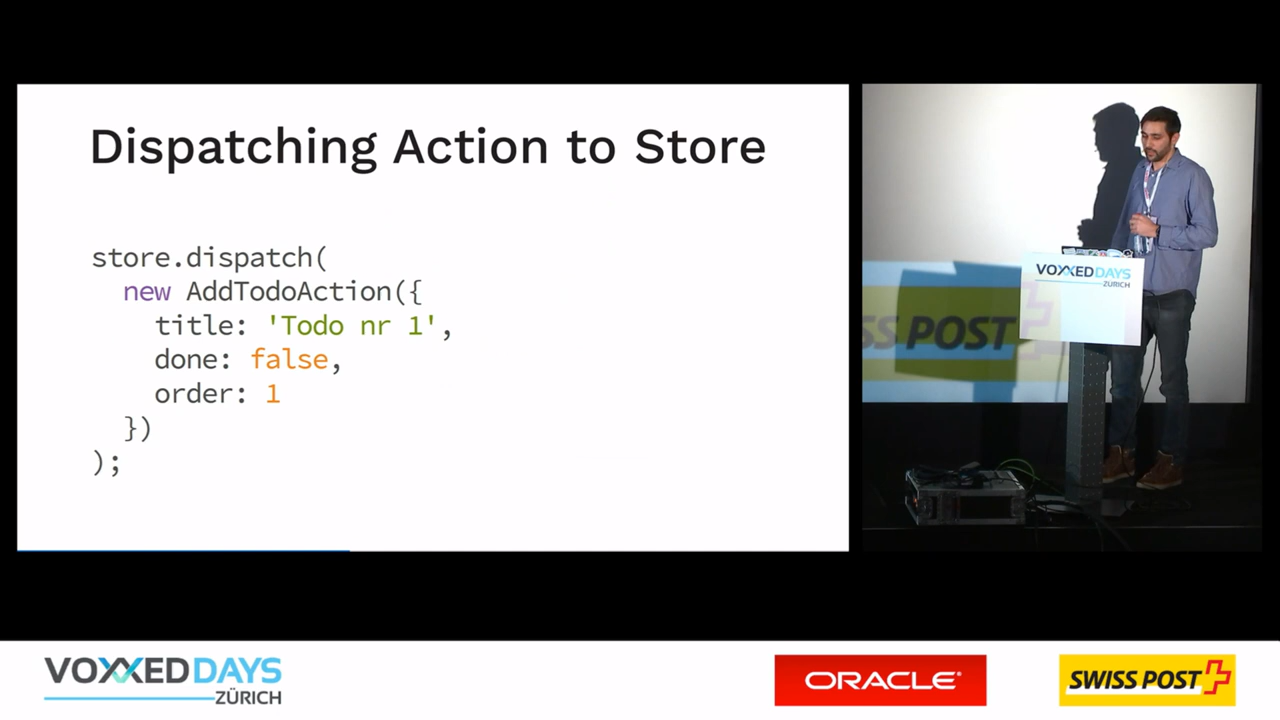 Dispatching Action to Store
store.dispatch(
new AddTodoAction({
title: 'Todo nr 1',
done: false,
order: 1
})
);
VOXXED DAYS
ZÜRICH
SS POST
VOXXED DAYS
ZÜRICH
ORACLE
SWISS POST